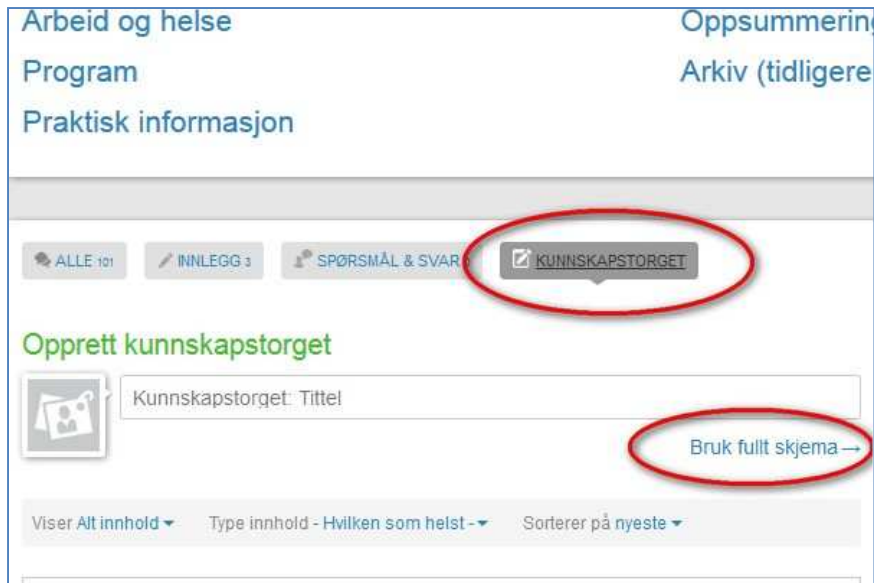 Arbeid og helse
Oppsummering
Program
Arkiv (tidligere
Praktisk informasjon
ALLE 101 INNLEGG 3 SPØRSMÅL & SVAR KUNNSKAPSTORGET
Opprett kunnskapstorget
Kunnskapstorget: Tittel
Bruk fullt skjema →
Viser Alt innhold Type innhold - Hvilken som helst - Sorterer på nyeste